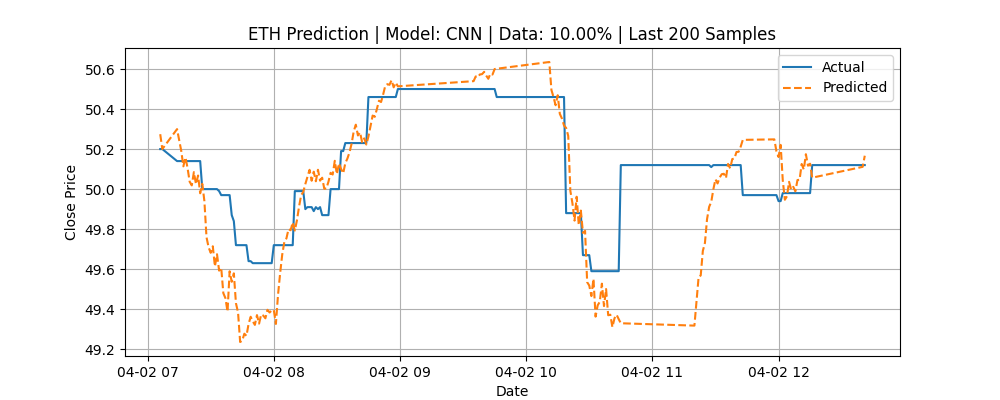 ETH Prediction | Model: CNN | Data: 10.00% | Last 200 Samples
Actual
Predicted
Close Price
50.6
50.4
50.2
50.0
49.8
49.6
49.4
49.2
04-02 07
04-02 08
04-02 09
04-02 10
04-02 11
04-02 12
Date